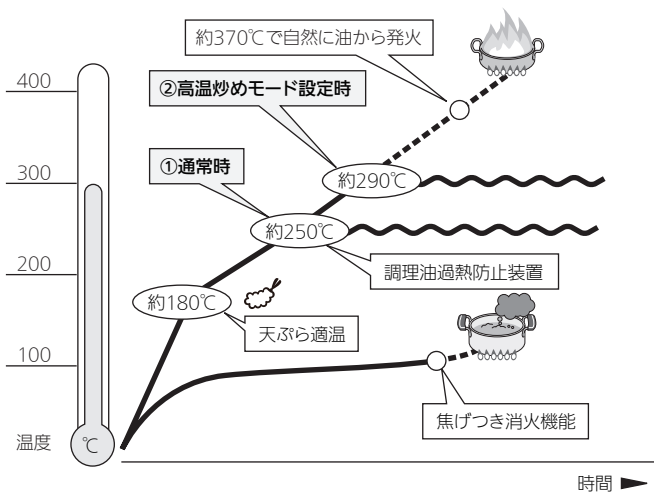 約370℃で自然に油から発火
400
②高温炒めモード設定時
①通常時
300
約290℃
約250℃
200
調理油過熱防止装置
約180℃
天ぷら適温
100
焦げつき消火機能
温度
℃
時間